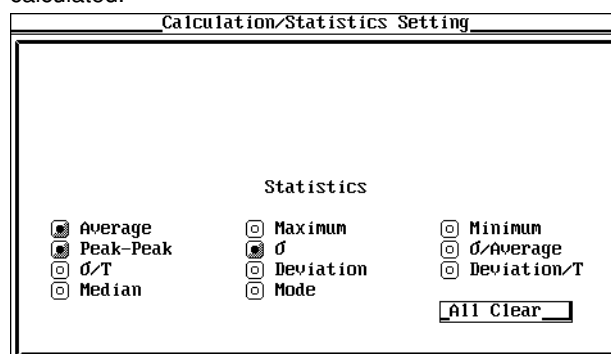 calculated.
Calculation/Statistics Setting
Statistics
Average Maximum Minimum
Peak-Peak σ σ/Average
σ/T Deviation Deviation/T
Median Mode
All Clear